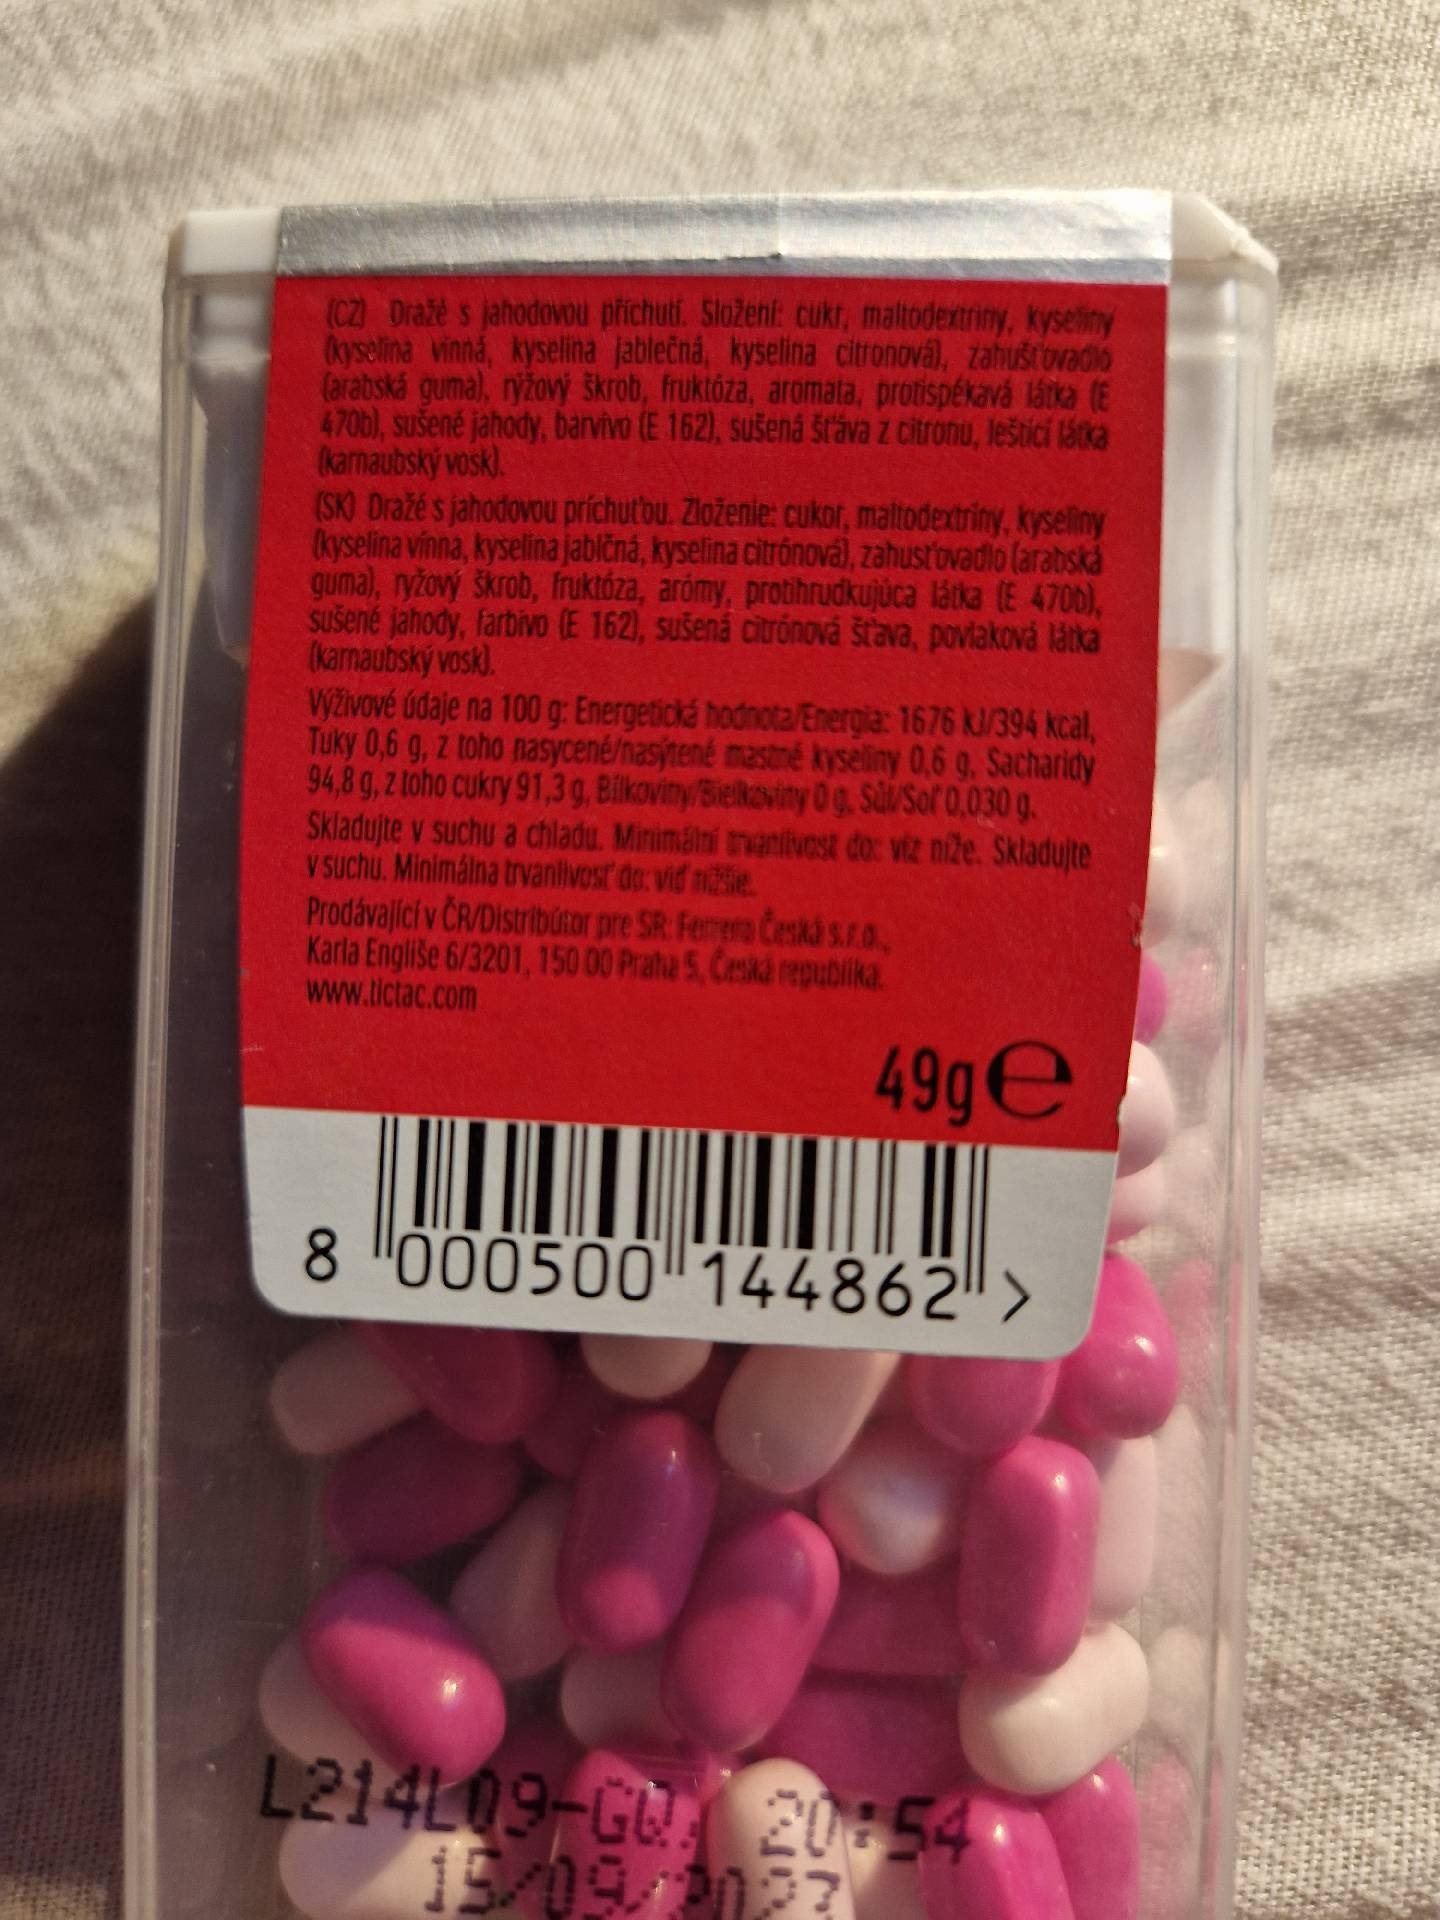 (CZ) Dražé s jahodovou příchutí. Složení: cukr, maltodextriny, kyseliny
(kyselina vinná, kyselina jablečná, kyselina citronová), zahušťovadlo
(arabská guma), rýžový škrob, fruktóza, aromata, protispékavá látka (E
470b), sušené jahody, barvivo (E 162), sušená šťáva z citronu, leštící látka
(karnaubský vosk).
(SK) Dražé s jahodovou príchuťou. Zloženie: cukor, maltodextríny, kyseliny
(kyselina vínna, kyselina jablčná, kyselina citrónová), zahusťovadlo (arabská
guma), ryžový škrob, fruktóza, arómy, protihrudkujúca látka (E 470b),
sušené jahody, farbivo (E 162), sušená citrónová šťava, povlaková látka
(karnaubský vosk).
Výživové údaje na 100 g: Energetická hodnota/Energia: 1676 kJ/394 kcal,
Tuky 0,6 g, z toho nasycené/nasýtené mastné kyseliny 0,6 g, Sacharidy
94,8 g, z toho cukry 91,3 g, Bílkoviny/Bielkoviny 0 g, Sůl/Soľ 0,030 g.
Skladujte v suchu a chladu. Minimální trvanlivost do: viz níže. Skladujte
v suchu. Minimálna trvanlivosť do: viď nižšie.
Prodávající v ČR/Distribútor pre SR: Ferrero Česká s.r.o.,
Karla Engliše 6/3201, 150 00 Praha 5, Česká republika.
www.tictac.com
49g e
8 000500 144862 >
L214L09-GQ, 20:54
15/09/2023